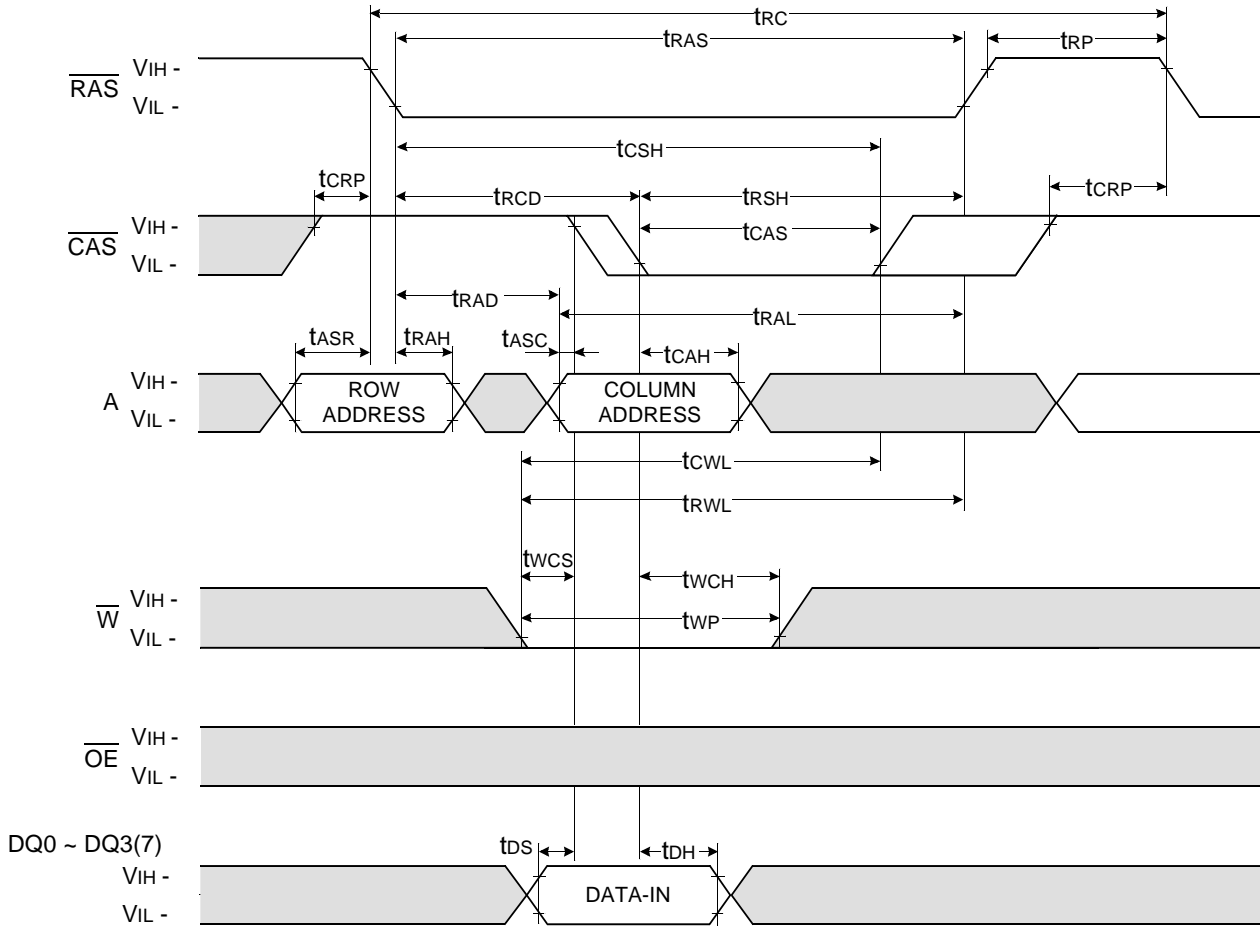 tRC
tRAS
tRP
RAS
VIH -
VIL -
tCSH
tCRP
tRCD
tRSH
tCRP
CAS
VIH -
VIL -
tCAS
tRAD
tRAL
tASR
tRAH
tASC
tCAH
A
VIH -
VIL -
ROW
ADDRESS
COLUMN
ADDRESS
tCWL
tRWL
tWCS
tWCH
W
VIH -
VIL -
tWP
OE
VIH -
VIL -
DQ0 ~ DQ3(7)
VIH -
VIL -
tDS
tDH
DATA-IN